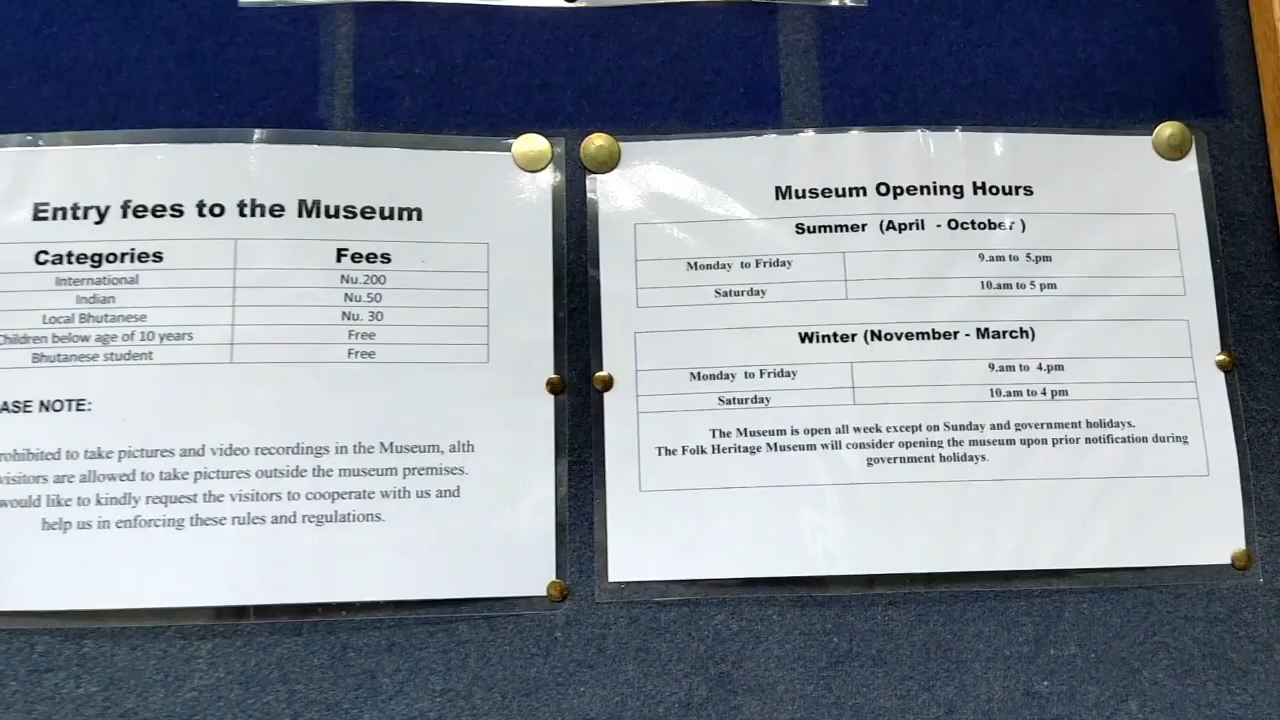 Entry fees to the Museum
Categories Fees
International Nu.200
Indian Nu.50
Local Bhutanese Nu. 30
Children below age of 10 years Free
Bhutanese student Free
ASE NOTE:
rohibited to take pictures and video recordings in the Museum, alth
visitors are allowed to take pictures outside the museum premises.
would like to kindly request the visitors to cooperate with us and
help us in enforcing these rules and regulations.
Museum Opening Hours
Summer (April - October )
Monday to Friday 9.am to 5.pm
Saturday 10.am to 5 pm
Winter (November - March)
Monday to Friday 9.am to 4.pm
Saturday 10.am to 4 pm
The Museum is open all week except on Sunday and government holidays.
The Folk Heritage Museum will consider opening the museum upon prior notification during
government holidays.